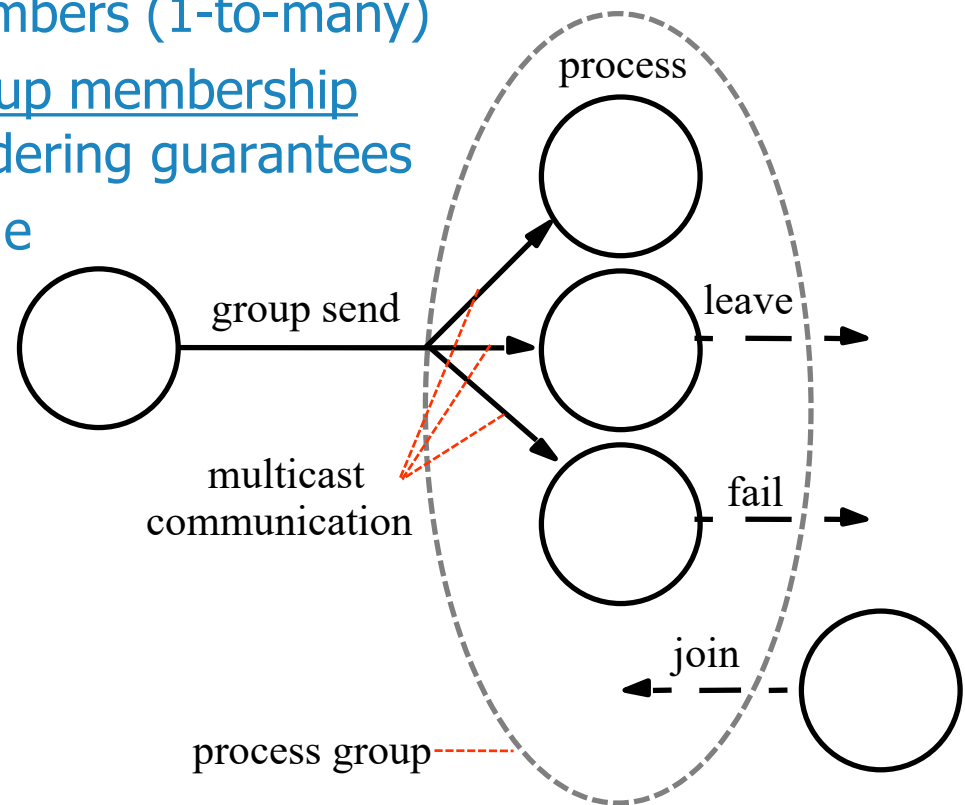 mbers (1-to-many)
up membership
dering guarantees
e
process
group send
leave
multicast
communication
fail
join
process group